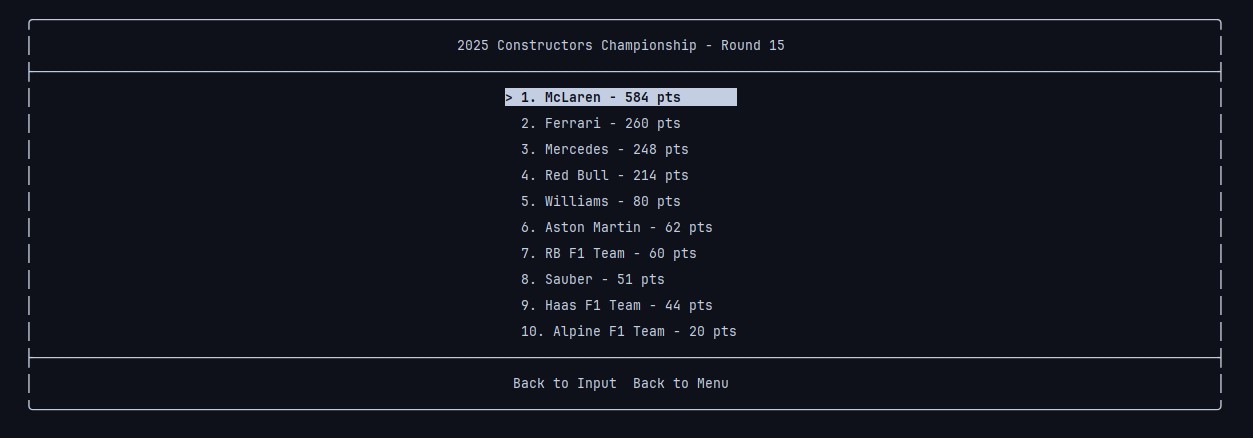 2025 Constructors Championship - Round 15
> 1. McLaren - 584 pts
2. Ferrari - 260 pts
3. Mercedes - 248 pts
4. Red Bull - 214 pts
5. Williams - 80 pts
6. Aston Martin - 62 pts
7. RB F1 Team - 60 pts
8. Sauber - 51 pts
9. Haas F1 Team - 44 pts
10. Alpine F1 Team - 20 pts
Back to Input  Back to Menu